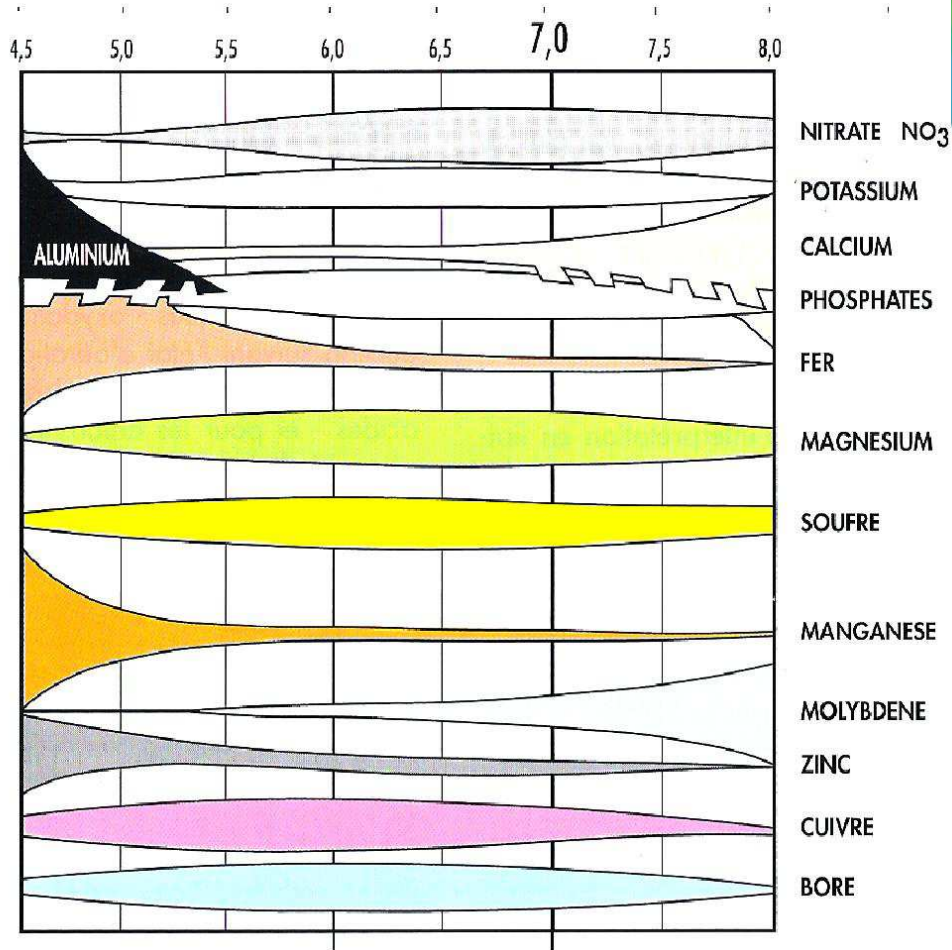 4,5 5,0 5,5 6,0 6,5 7,0 7,5 8,0
NITRATE NO3
POTASSIUM
ALUMINIUM
CALCIUM
PHOSPHATES
FER
MAGNESIUM
SOUFRE
MANGANESE
MOLYBDENE
ZINC
CUIVRE
BORE